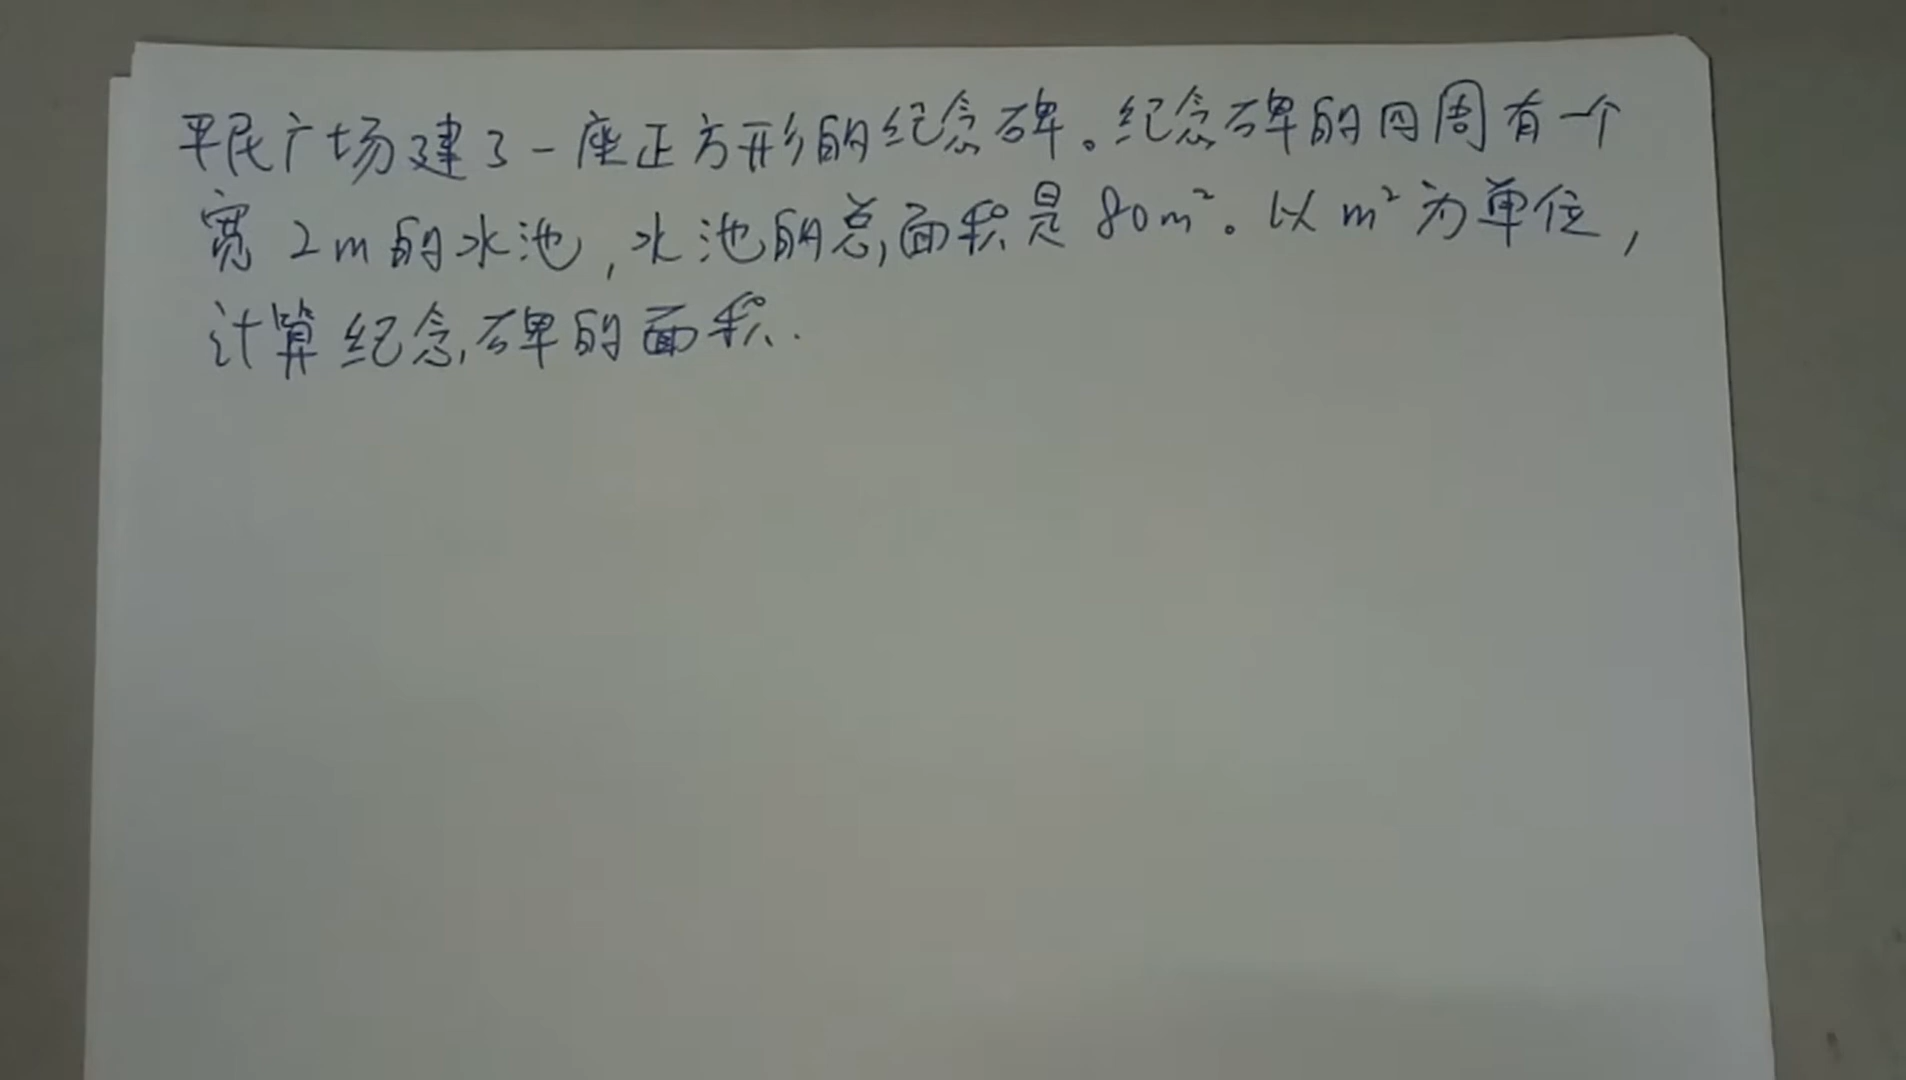 平民广场建了一座正方形的纪念碑。纪念碑的四周有一个
宽2m的水池,水池的总面积是80m²。以m²为单位,
计算纪念碑的面积.